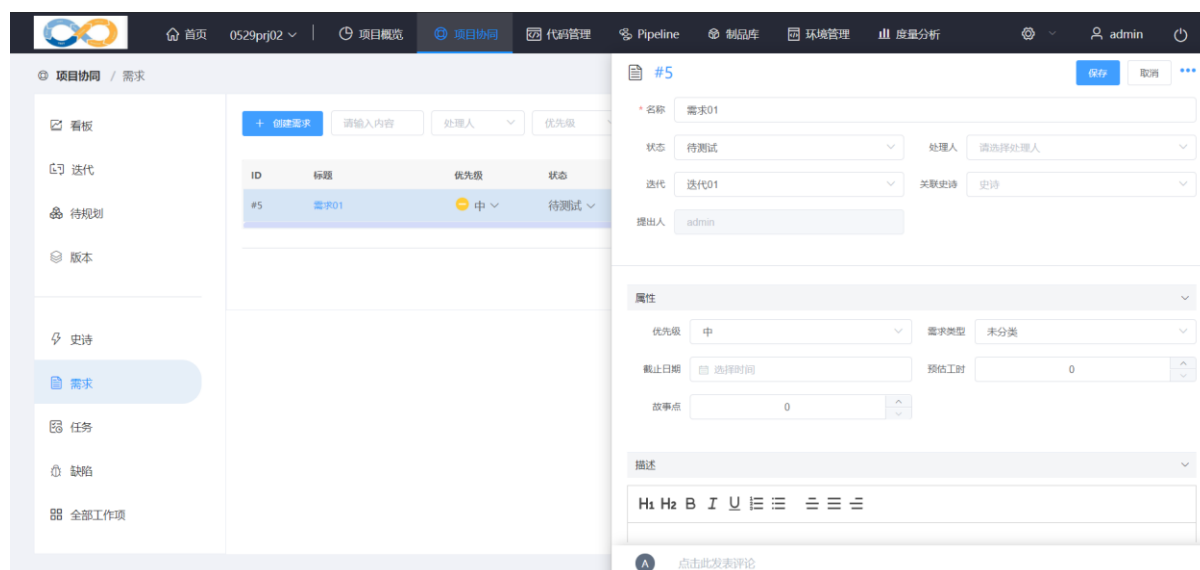 首页 0529prj02 项目概览 项目协同 代码管理 Pipeline 制品库 环境管理 度量分析 admin
项目协同 / 需求
看板
迭代
待规划
版本
史诗
需求
任务
缺陷
全部工作项
+ 创建需求 请输入内容 处理人 优先级
ID 标题 优先级 状态
#5 需求01 中 待测试
#5 保存 取消
* 名称 需求01
状态 待测试 处理人 请选择处理人
迭代 迭代01 关联史诗 史诗
提出人 admin
属性
优先级 中 需求类型 未分类
截止日期 选择时间 预估工时 0
故事点 0
描述
H1 H2 B I U
A 点击此发表评论